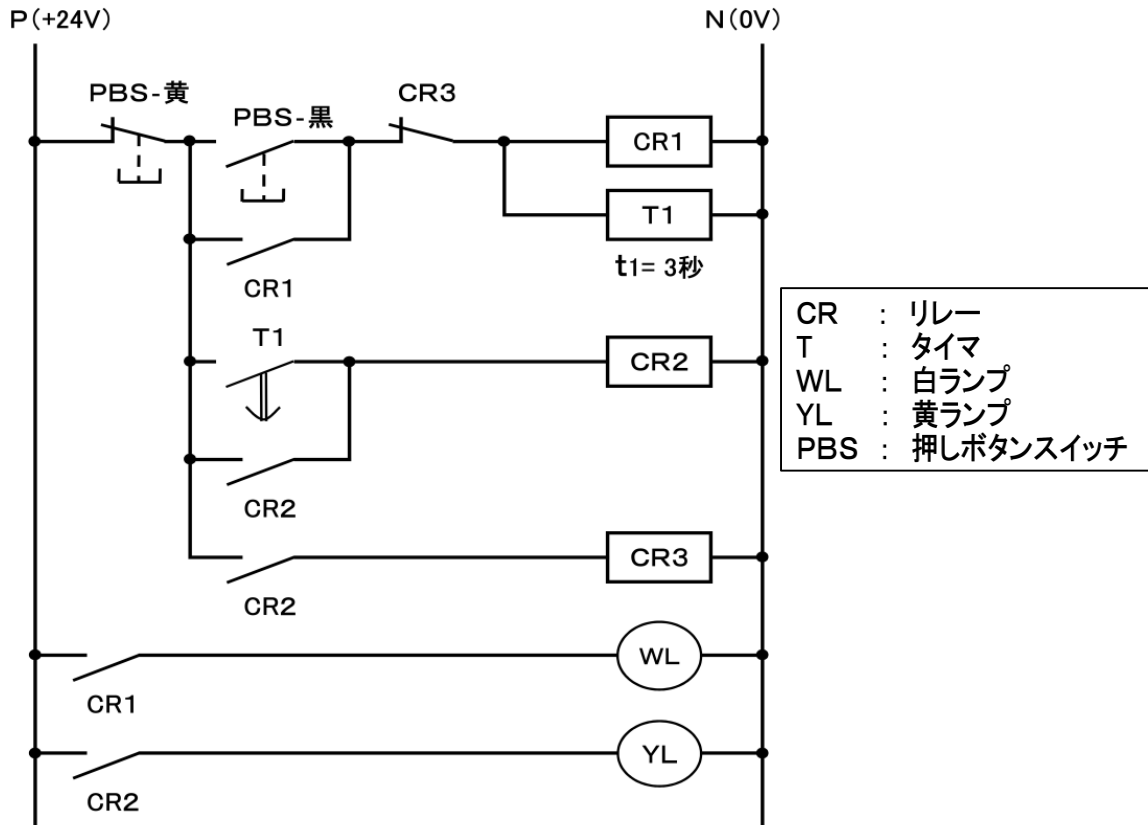 P(+24V)
N(0V)
PBS-黄
PBS-黒
CR3
CR1
T1
t1= 3秒
CR1
T1
CR2
CR2
CR3
CR2
WL
CR1
YL
CR2
CR : リレー
T : タイマ
WL : 白ランプ
YL : 黄ランプ
PBS : 押しボタンスイッチ